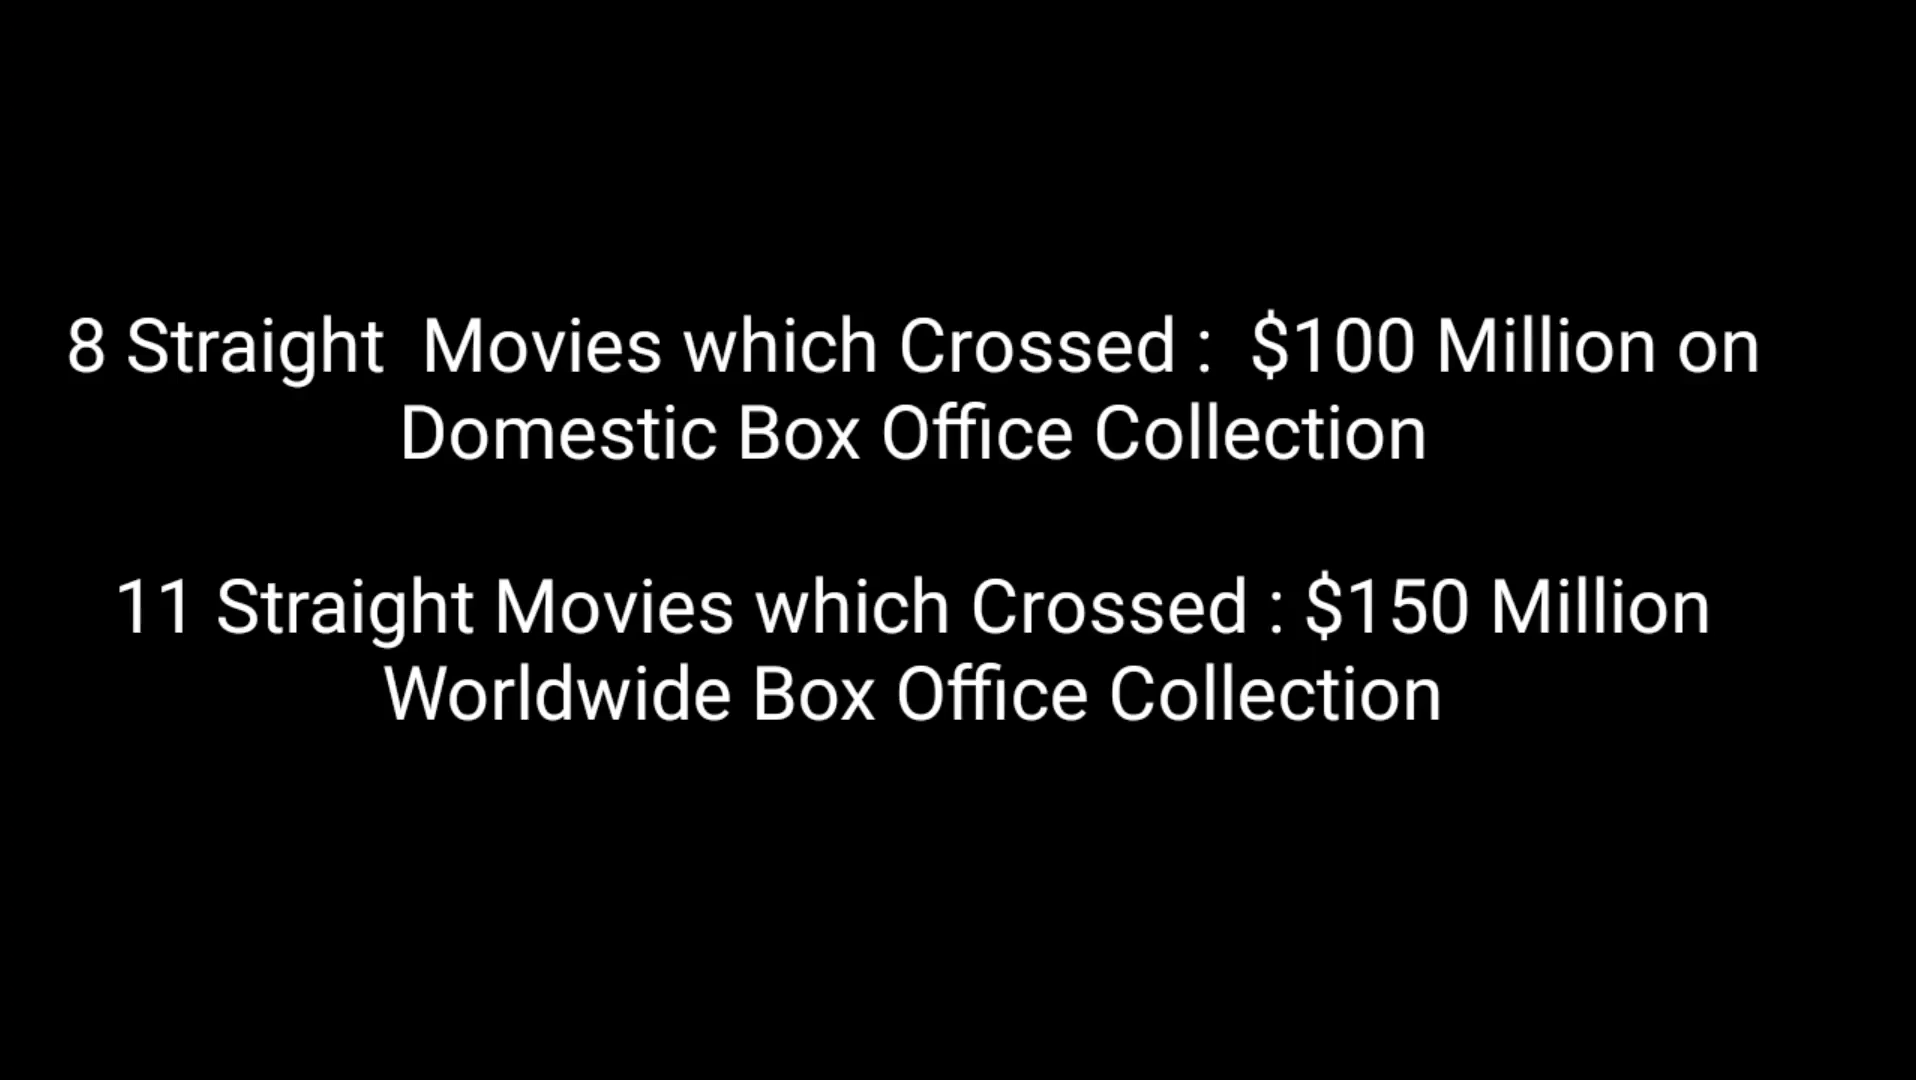 8 Straight  Movies which Crossed :  $100 Million on
Domestic Box Office Collection
11 Straight Movies which Crossed : $150 Million
Worldwide Box Office Collection